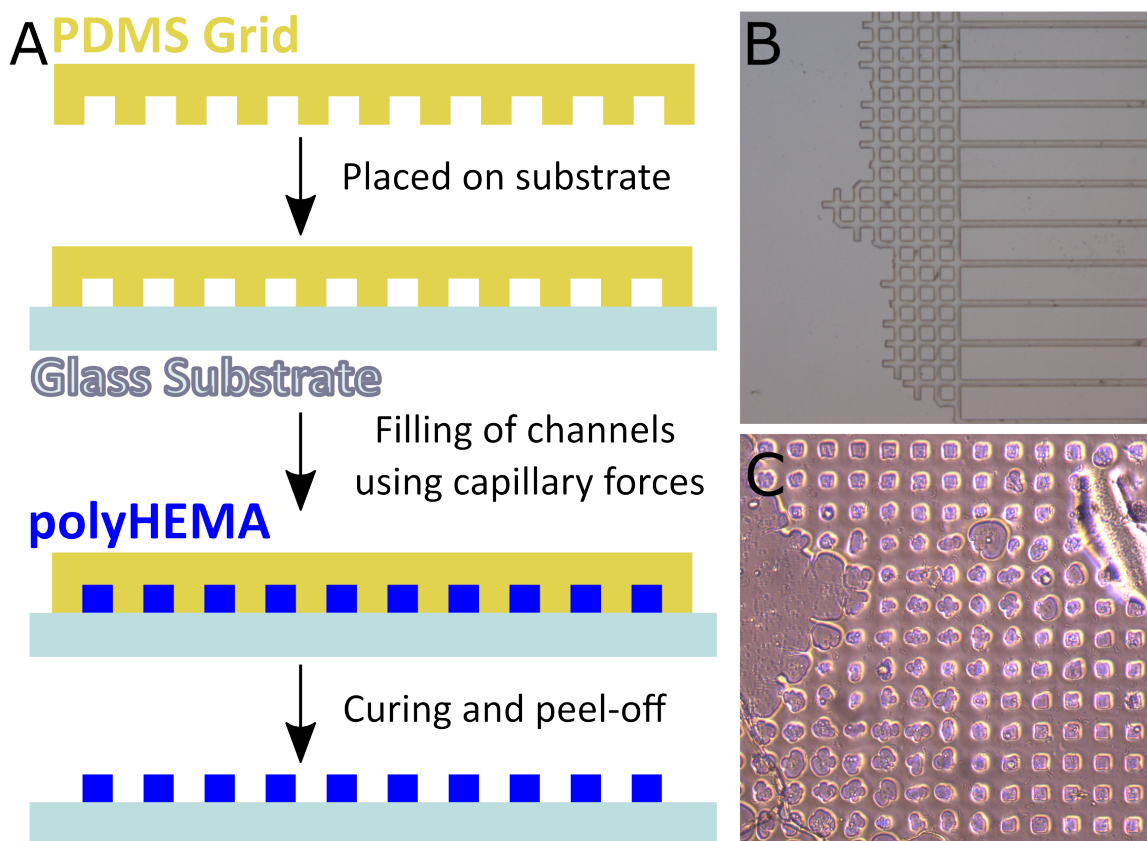 A
PDMS Grid
Placed on substrate
Glass Substrate
Filling of channels
using capillary forces
polyHEMA
Curing and peel-off
B
C